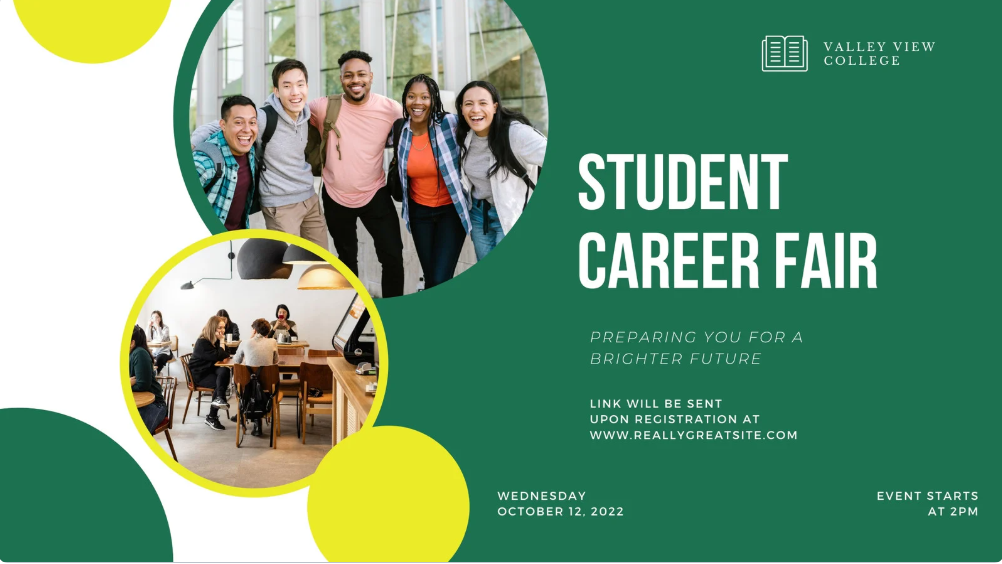 VALLEY VIEW
COLLEGE
STUDENT
CAREER FAIR
PREPARING YOU FOR A
BRIGHTER FUTURE
LINK WILL BE SENT
UPON REGISTRATION AT
WWW.REALLYGREATSITE.COM
WEDNESDAY
OCTOBER 12, 2022
EVENT STARTS
AT 2PM